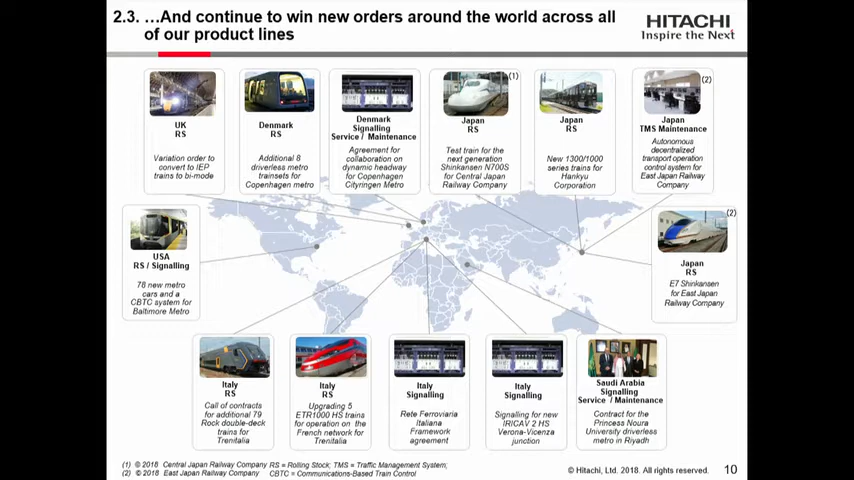 2.3. …And continue to win new orders around the world across all
of our product lines
HITACHI
Inspire the Next
UK
RS
Variation order to
convert to IEP
trains to bi-mode
Denmark
RS
Additional 8
driverless metro
trainsets for
Copenhagen metro
Denmark
Signalling
Service / Maintenance
Agreement for
collaboration on
dynamic headway
for Copenhagen
Cityringen Metro
(1)
Japan
RS
Test train for the
next generation
Shinkansen N700S
for Central Japan
Railway Company
Japan
RS
New 1300/1000
series trains for
Hankyu
Corporation
(2)
Japan
TMS Maintenance
Autonomous
decentralized
transport operation
control system for
East Japan Railway
Company
USA
RS / Signalling
78 new metro
cars and a
CBTC system for
Baltimore Metro
(2)
Japan
RS
E7 Shinkansen
for East Japan
Railway Company
Italy
RS
Call of contracts
for additional 79
Rock double-deck
trains for
Trenitalia
Italy
RS
Upgrading 5
ETR1000 HS trains
for operation on the
French network for
Trenitalia
Italy
Signalling
Rete Ferroviaria
Italiana
Framework
agreement
Italy
Signalling
Signalling for new
IRICAV 2 HS
Verona-Vicenza
junction
Saudi Arabia
Signalling
Service / Maintenance
Contract for the
Princess Noura
University driverless
metro in Riyadh
(1) © 2018 Central Japan Railway Company RS = Rolling Stock; TMS = Traffic Management System;
(2) © 2018 East Japan Railway Company CBTC = Communications-Based Train Control
© Hitachi, Ltd. 2018. All rights reserved.
10